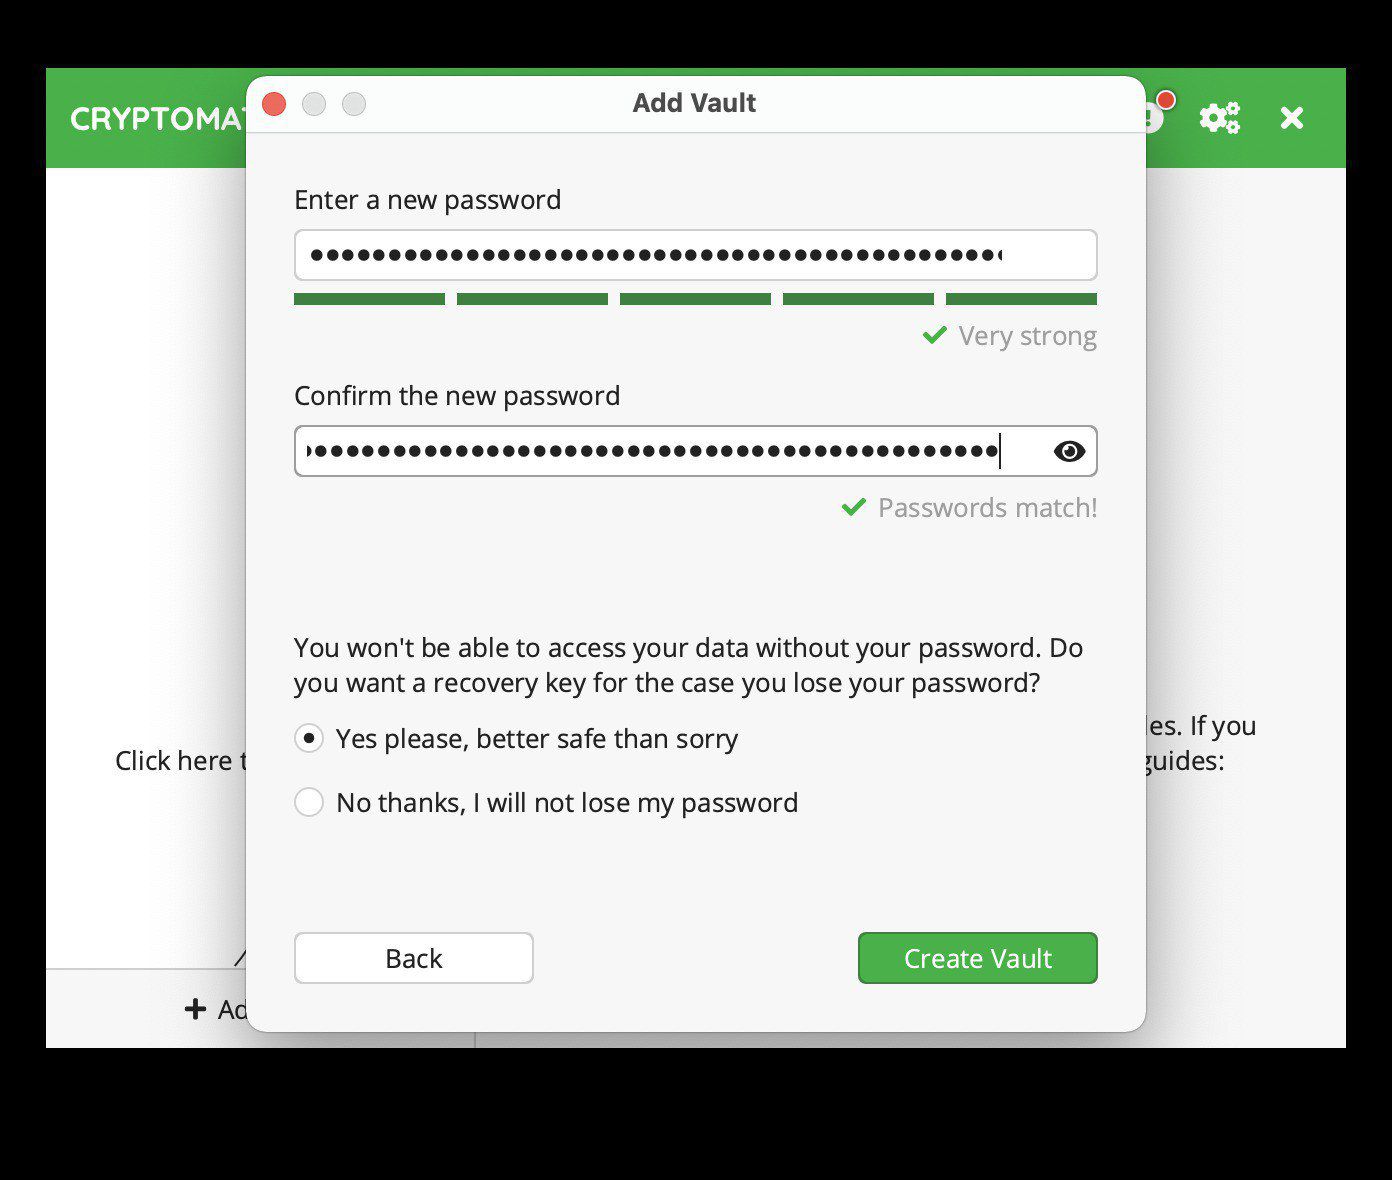 CRYPTOMA
Add Vault
Enter a new password
Very strong
Confirm the new password
Passwords match!
You won't be able to access your data without your password. Do
you want a recovery key for the case you lose your password?
Yes please, better safe than sorry
No thanks, I will not lose my password
Back
Create Vault
Click here
If you
guides:
Ad